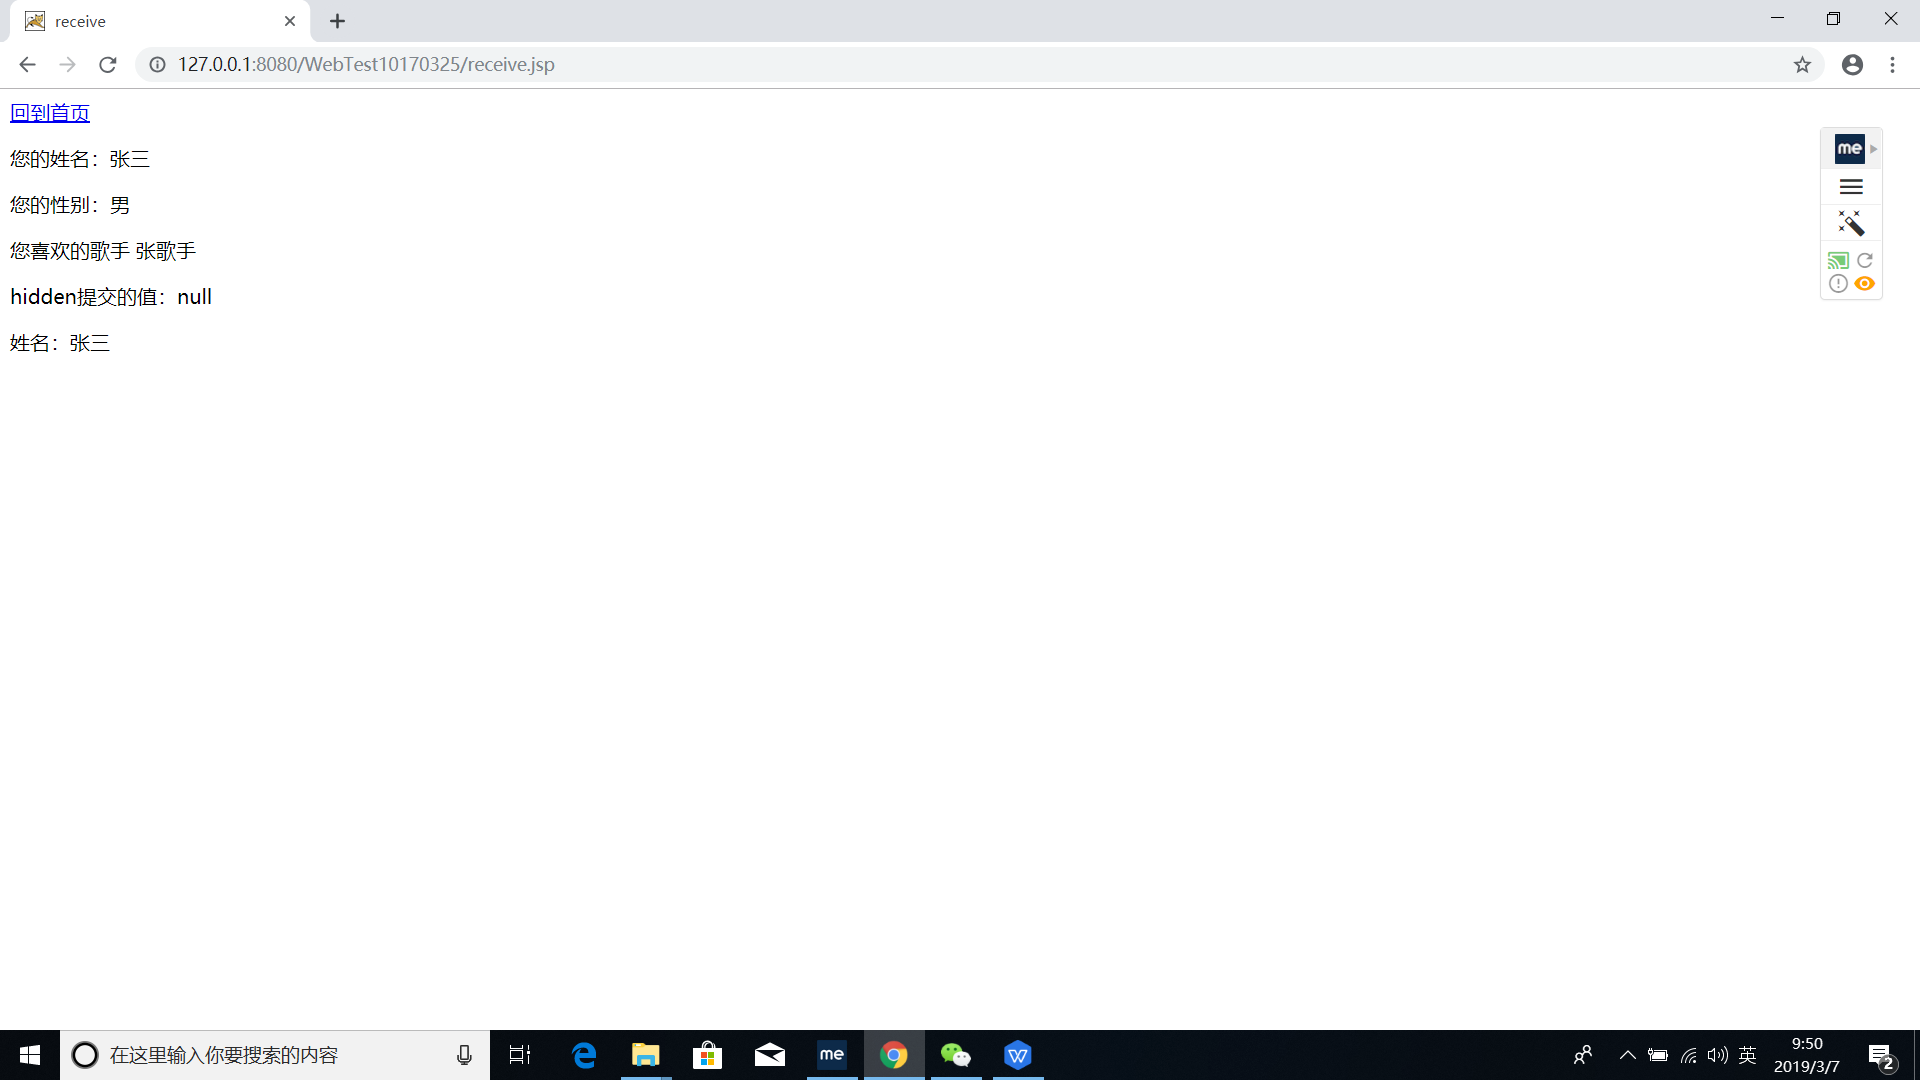 receive
127.0.0.1:8080/WebTest10170325/receive.jsp
回到首页
您的姓名：张三
您的性别：男
您喜欢的歌手 张歌手
hidden提交的值：null
姓名：张三
me
在这里输入你要搜索的内容
me
英
9:50
2019/3/7
2